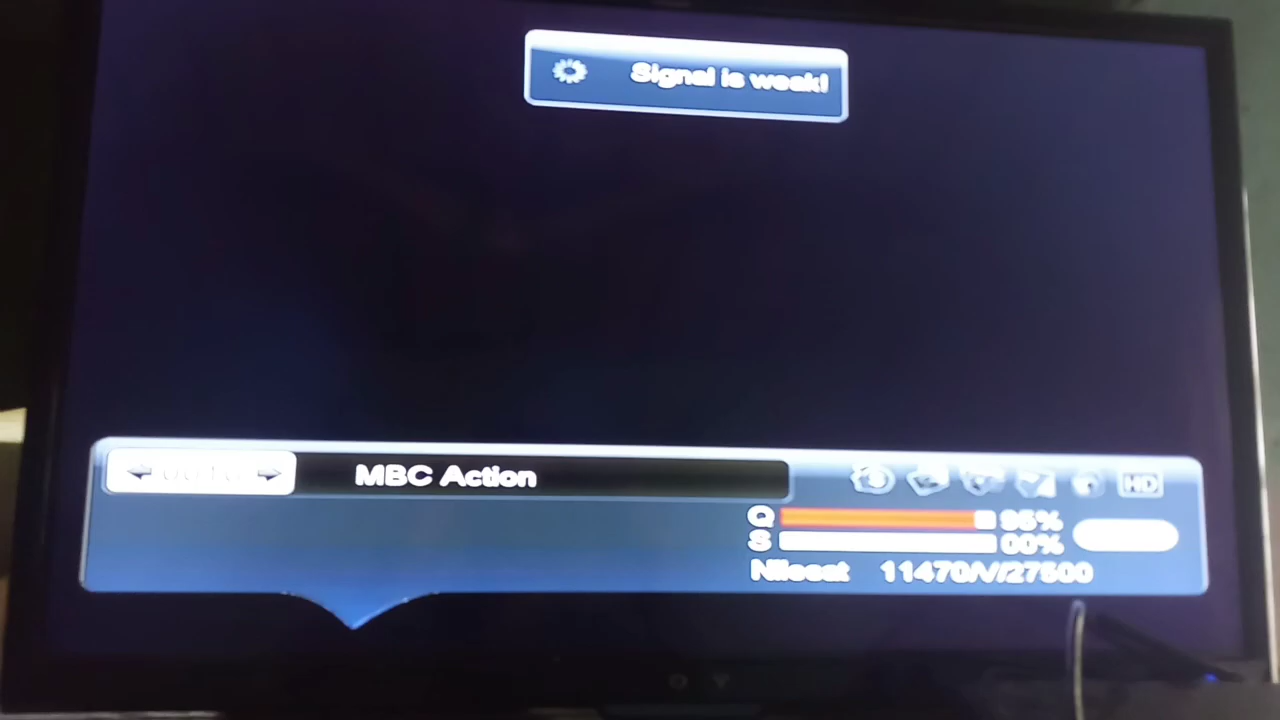 Signal is weak!
MBC Action
HD
Q 95%
S 00%
Nilesat 11470/V/27500